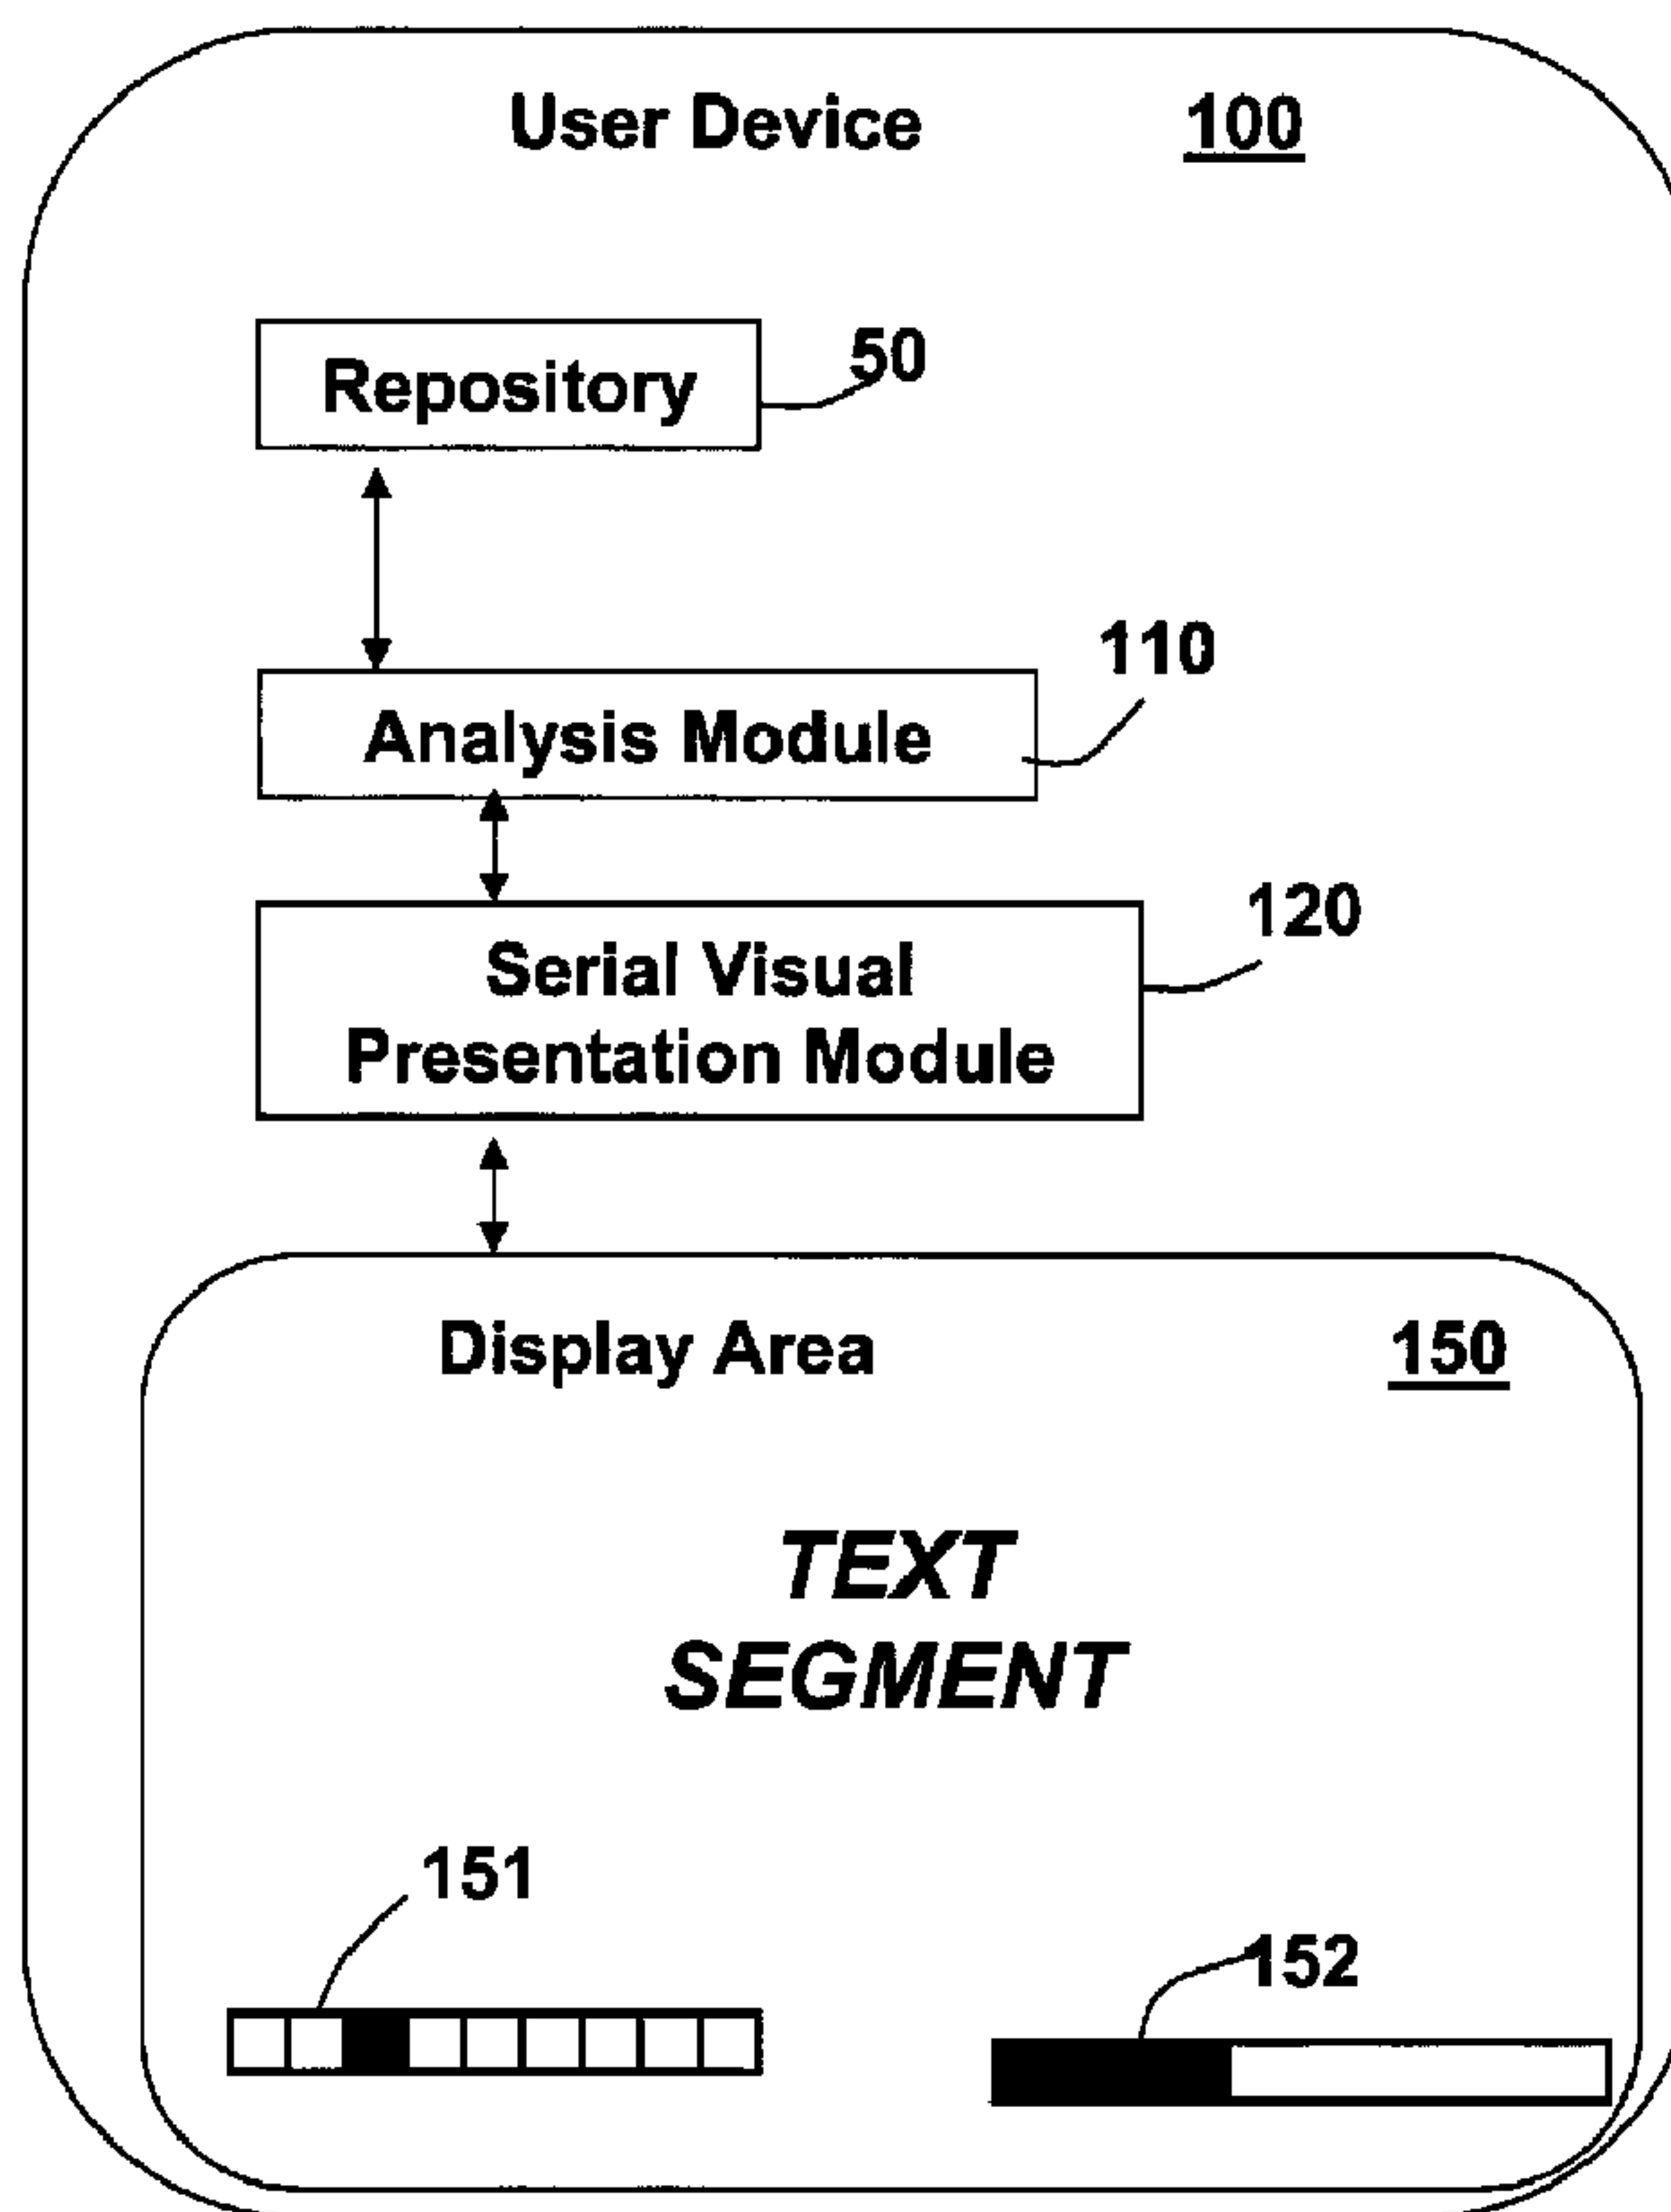 User Device 100
Repository 50
Analysis Module 110
Serial Visual 120
Presentation Module
Display Area 150
TEXT
SEGMENT
151
152